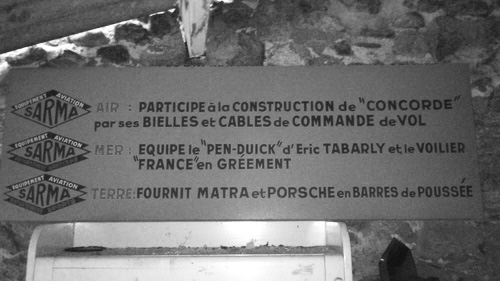 EQUIPEMENT AVIATION
SARMA
AIR : PARTICIPE à la CONSTRUCTION de "CONCORDE"
par ses BIELLES et CABLES de COMMANDE de VOL
EQUIPEMENT AVIATION
SARMA
MER : EQUIPE le "PEN-DUICK" d'Eric TABARLY et le VOILIER
"FRANCE" en GRÉEMENT
EQUIPEMENT AVIATION
SARMA
TERRE: FOURNIT MATRA et PORSCHE en BARRES de POUSSÉE